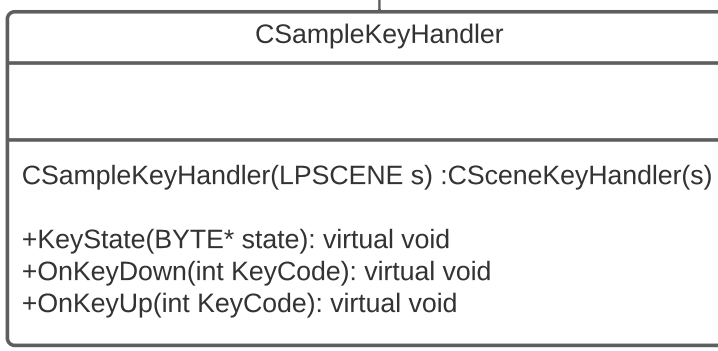 CSampleKeyHandler
CSampleKeyHandler(LPSCENE s) :CSceneKeyHandler(s)
+KeyState(BYTE* state): virtual void
+OnKeyDown(int KeyCode): virtual void
+OnKeyUp(int KeyCode): virtual void